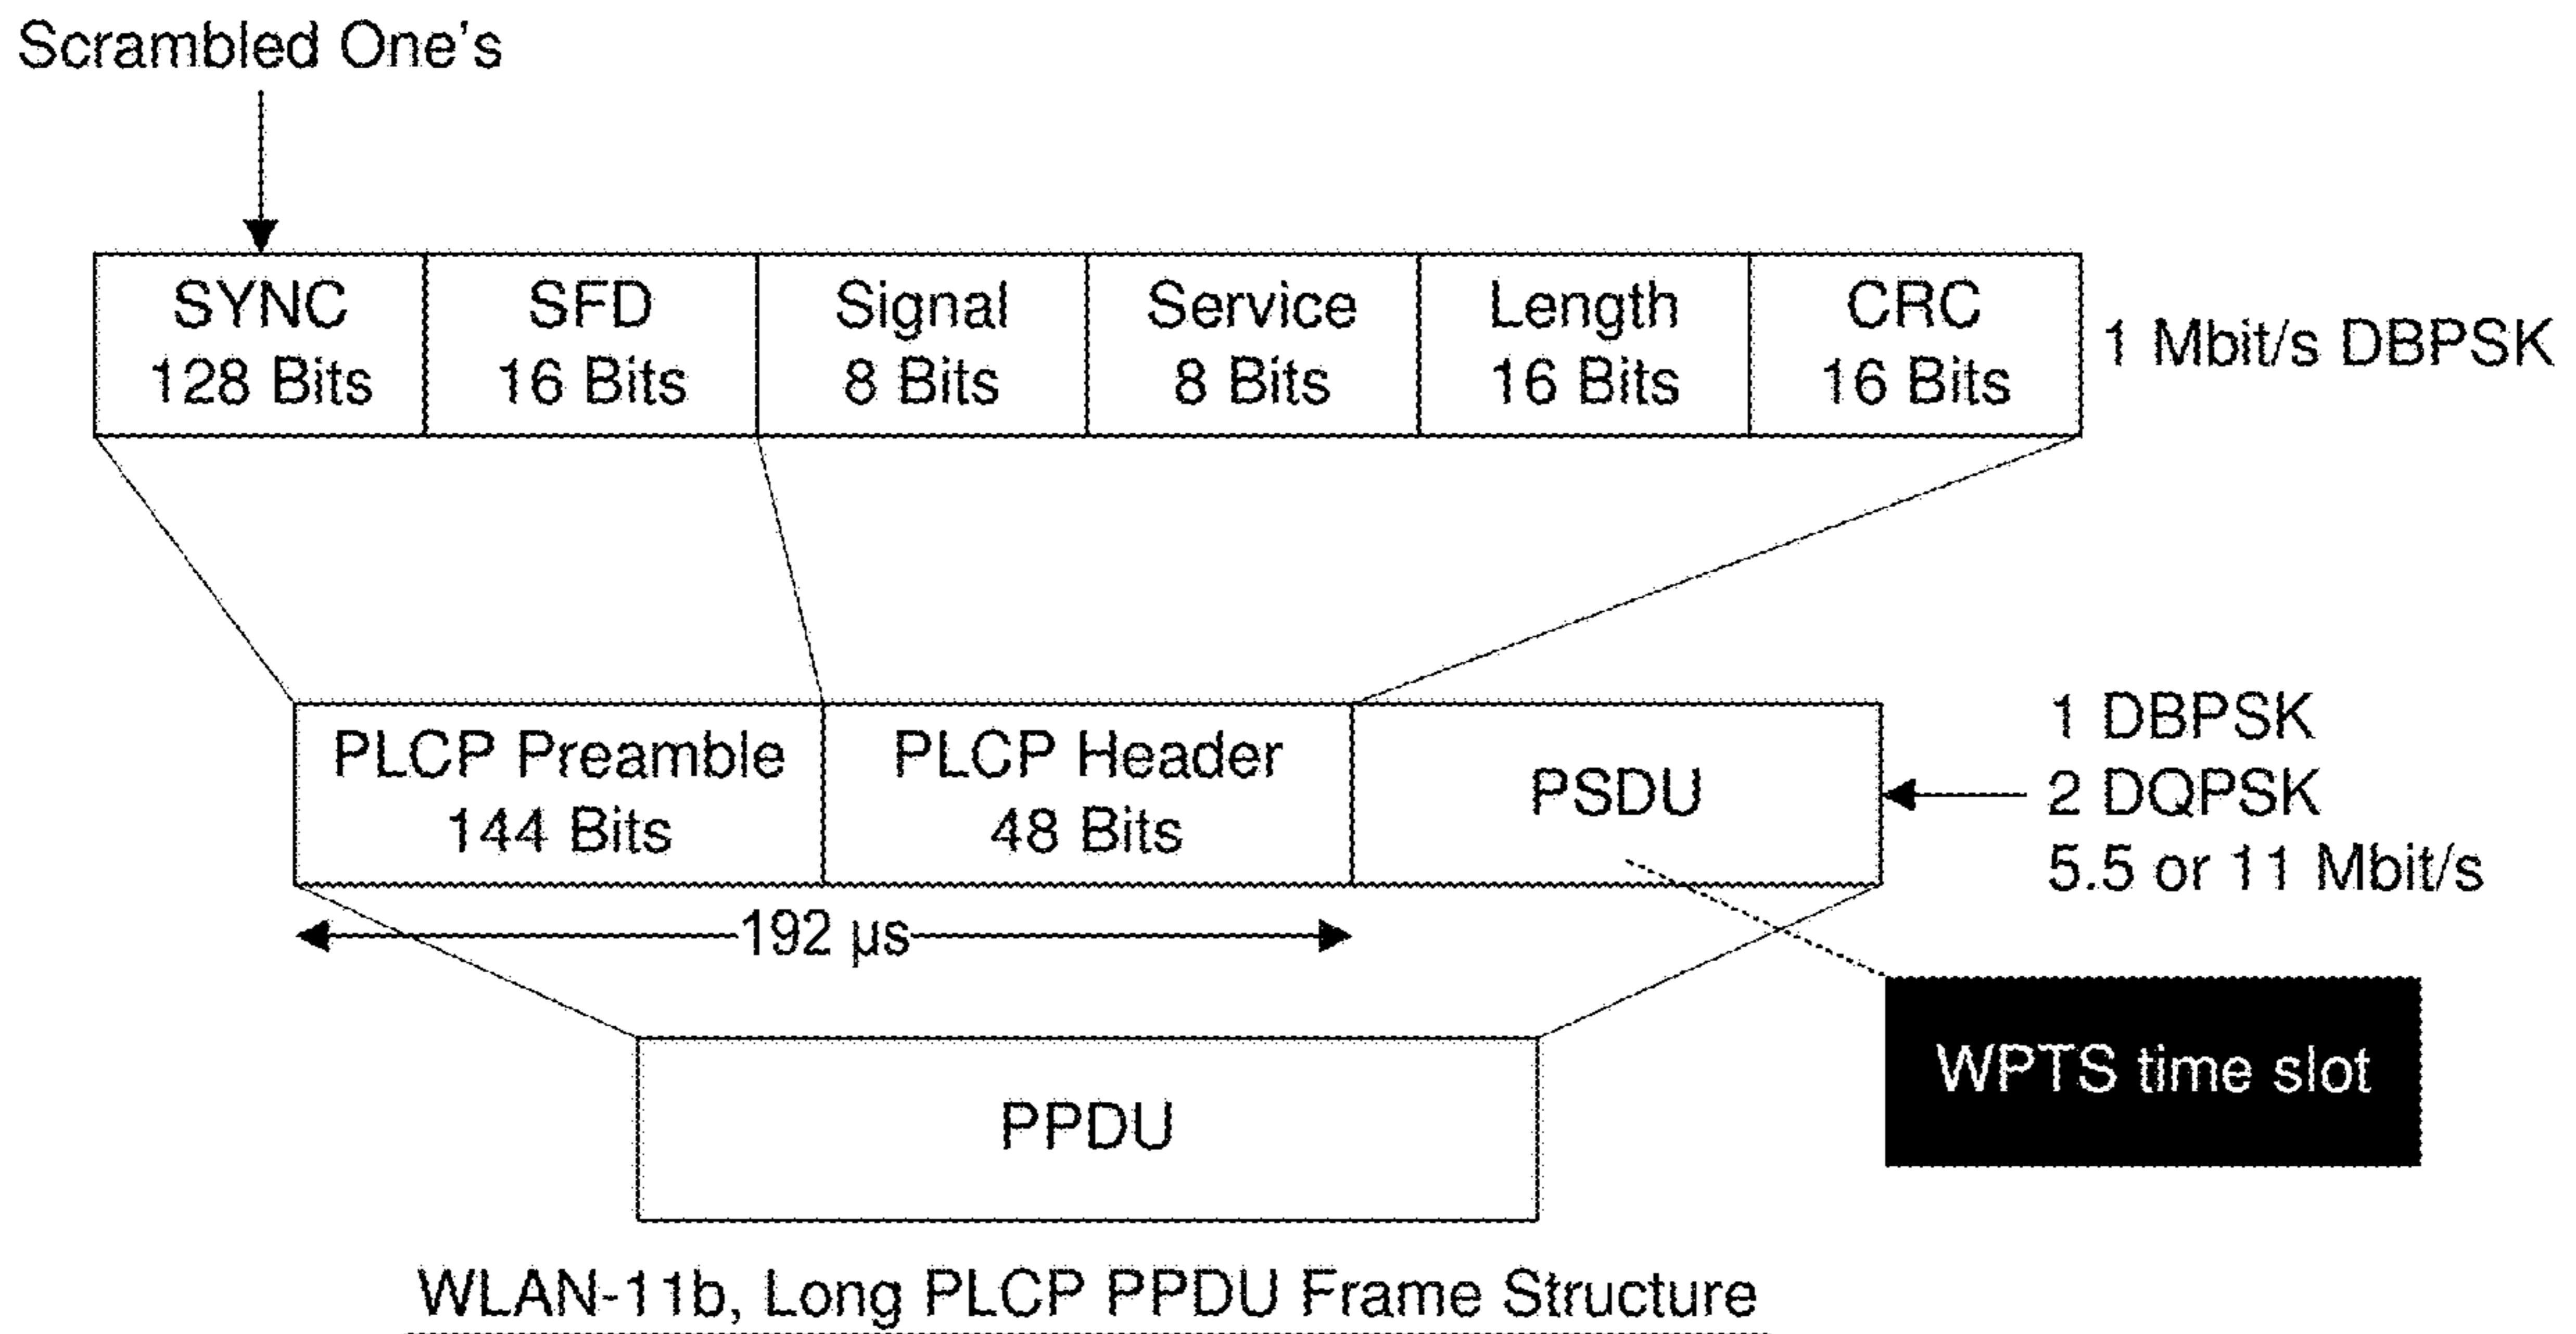 Scrambled One's
SYNC
128 Bits
SFD
16 Bits
Signal
8 Bits
Service
8 Bits
Length
16 Bits
CRC
16 Bits
1 Mbit/s DBPSK
PLCP Preamble
144 Bits
PLCP Header
48 Bits
PSDU
1 DBPSK
2 DQPSK
5.5 or 11 Mbit/s
192 µs
WPTS time slot
PPDU
WLAN-11b, Long PLCP PPDU Frame Structure